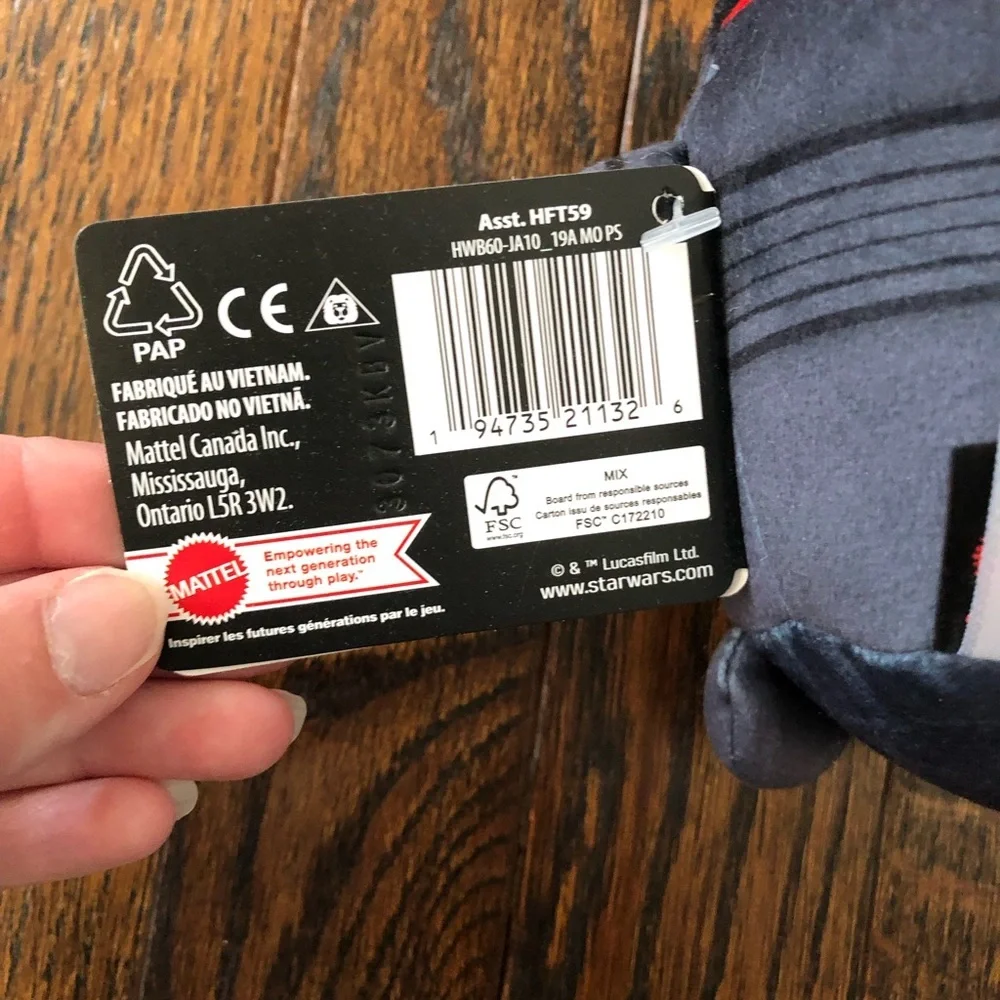 Asst. HFT59
HWB60-JA10_19A MO PS
1 94735 21132 6
CE
PAP
FABRIQUÉ AU VIETNAM.
FABRICADO NO VIETNÃ.
Mattel Canada Inc.,
Mississauga,
Ontario L5R 3W2.
3073KBV
MIX
Board from responsible sources
Carton issu de sources responsables
FSC™ C172210
FSC
www.fsc.org
MATTEL
Empowering the
next generation
through play.™
Inspirer les futures générations par le jeu.
© & ™ Lucasfilm Ltd.
www.starwars.com